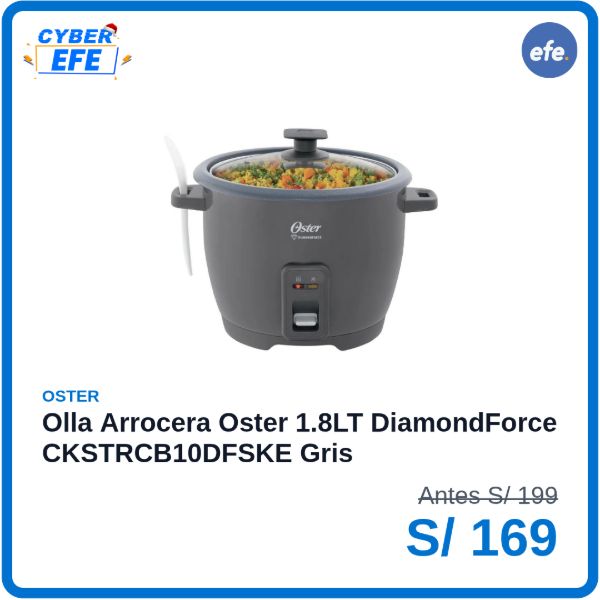 CYBER
EFE
efe.
Oster
OSTER
Olla Arrocera Oster 1.8LT DiamondForce
CKSTRCB10DFSKE Gris
Antes S/ 199
S/ 169